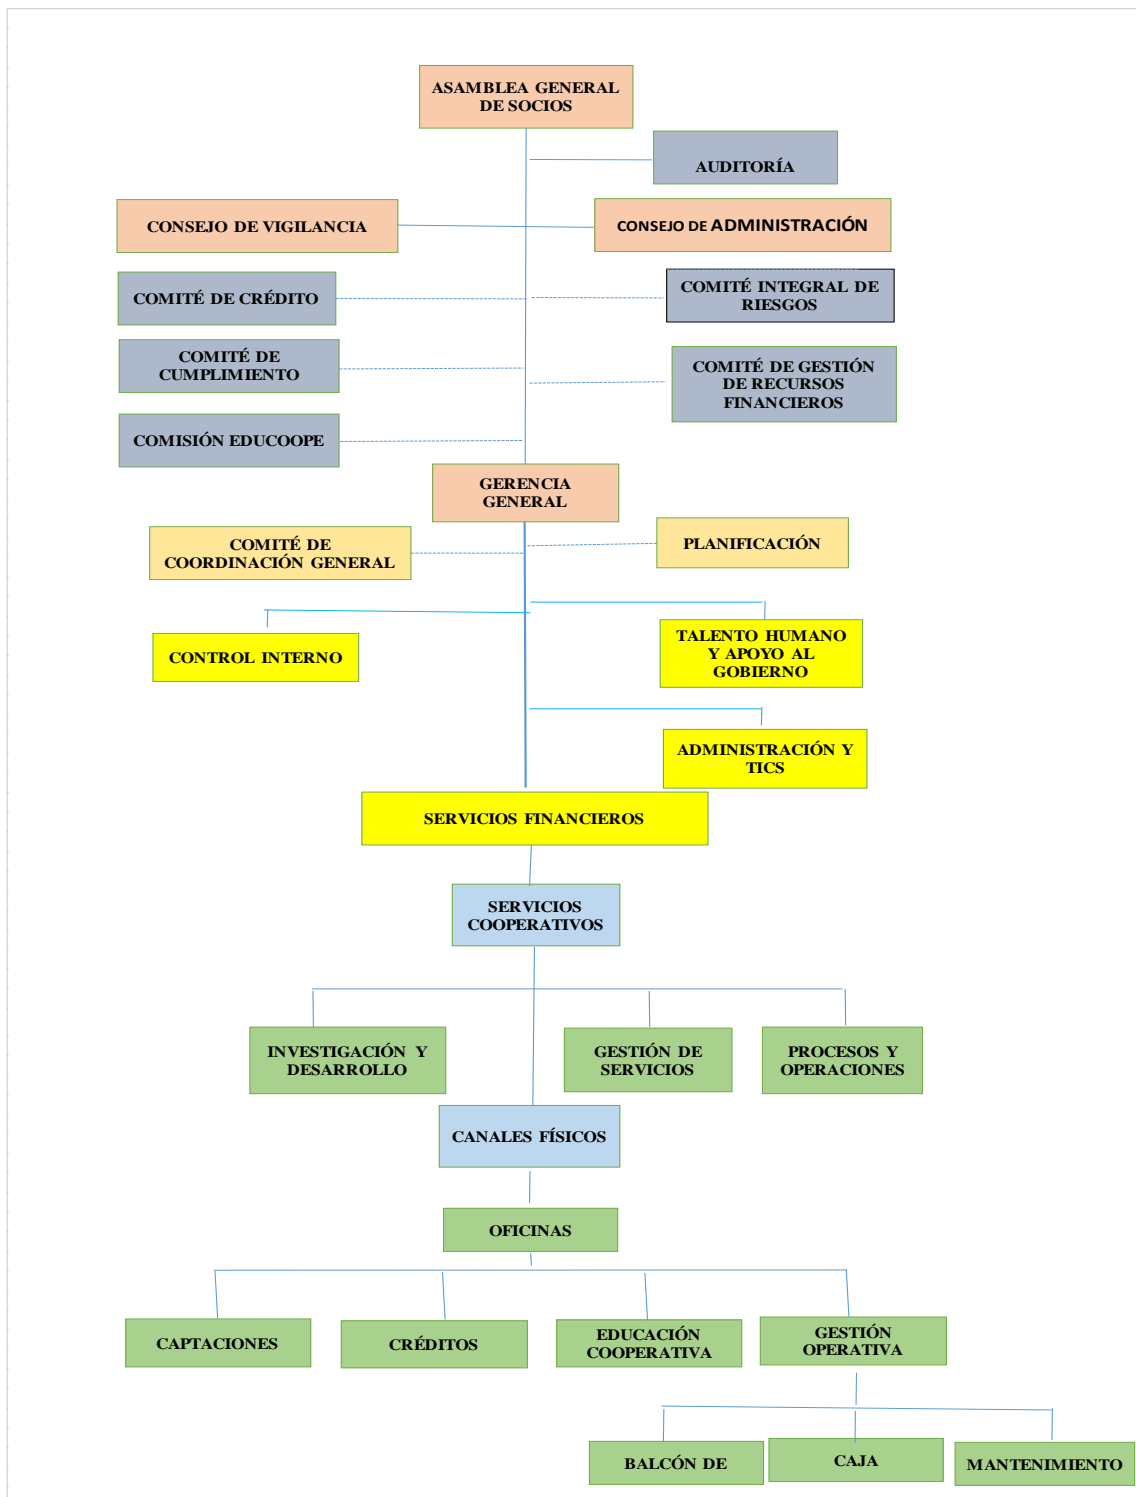 ASAMBLEA GENERAL
DE SOCIOS
AUDITORÍA
CONSEJO DE VIGILANCIA
CONSEJO DE ADMINISTRACIÓN
COMITÉ DE CRÉDITO
COMITÉ INTEGRAL DE
RIESGOS
COMITÉ DE
CUMPLIMIENTO
COMITÉ DE GESTIÓN
DE RECURSOS
FINANCIEROS
COMISIÓN EDUCOOPE
GERENCIA
GENERAL
COMITÉ DE
COORDINACIÓN GENERAL
PLANIFICACIÓN
CONTROL INTERNO
TALENTO HUMANO
Y APOYO AL
GOBIERNO
ADMINISTRACIÓN Y
TICS
SERVICIOS FINANCIEROS
SERVICIOS
COOPERATIVOS
INVESTIGACIÓN Y
DESARROLLO
GESTIÓN DE
SERVICIOS
PROCESOS Y
OPERACIONES
CANALES FÍSICOS
OFICINAS
CAPTACIONES
CRÉDITOS
EDUCACIÓN
COOPERATIVA
GESTIÓN
OPERATIVA
BALCÓN DE
CAJA
MANTENIMIENTO